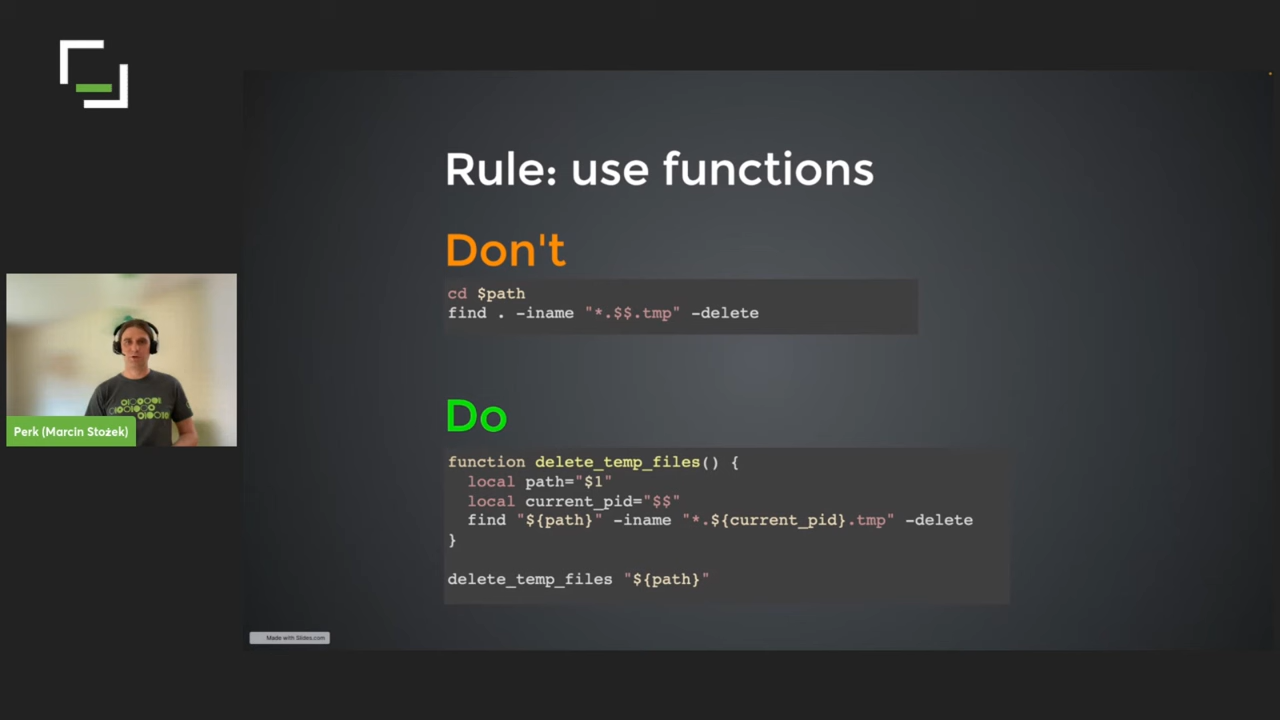 Rule: use functions
Don't
cd $path
find . -iname "*.$$.tmp" -delete
Do
function delete_temp_files() {
  local path="$1"
  local current_pid="$$"
  find "${path}" -iname "*.${current_pid}.tmp" -delete
}
delete_temp_files "${path}"
Perk (Marcin Stożek)
Made with Slides.com